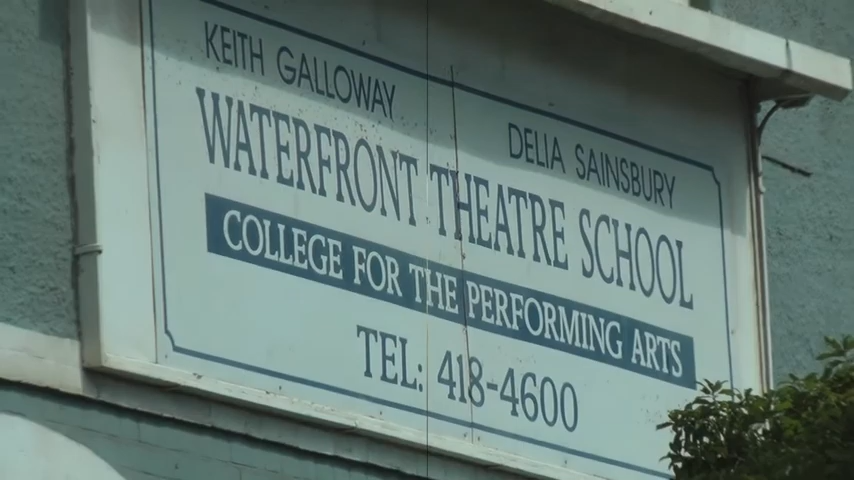 KEITH GALLOWAY
DELIA SAINSBURY
WATERFRONT THEATRE SCHOOL
COLLEGE FOR THE PERFORMING ARTS
TEL: 418-4600